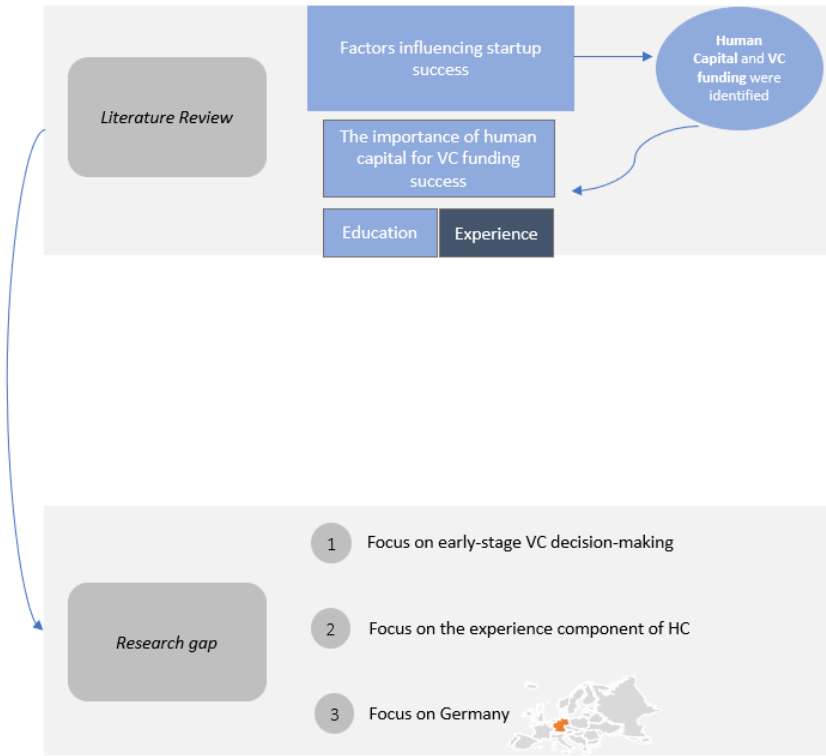 Literature Review
Factors influencing startup
success
Human
Capital and VC
funding were
identified
The importance of human
capital for VC funding
success
Education
Experience
Research gap
1
Focus on early-stage VC decision-making
2
Focus on the experience component of HC
3
Focus on Germany